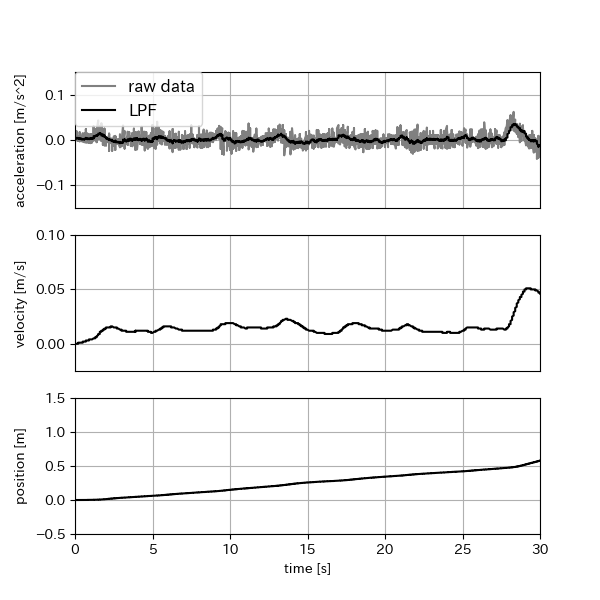 raw data
LPF
acceleration [m/s^2]
0.1
0.0
−0.1
velocity [m/s]
0.10
0.05
0.00
position [m]
1.5
1.0
0.5
0.0
−0.5
0 5 10 15 20 25 30
time [s]